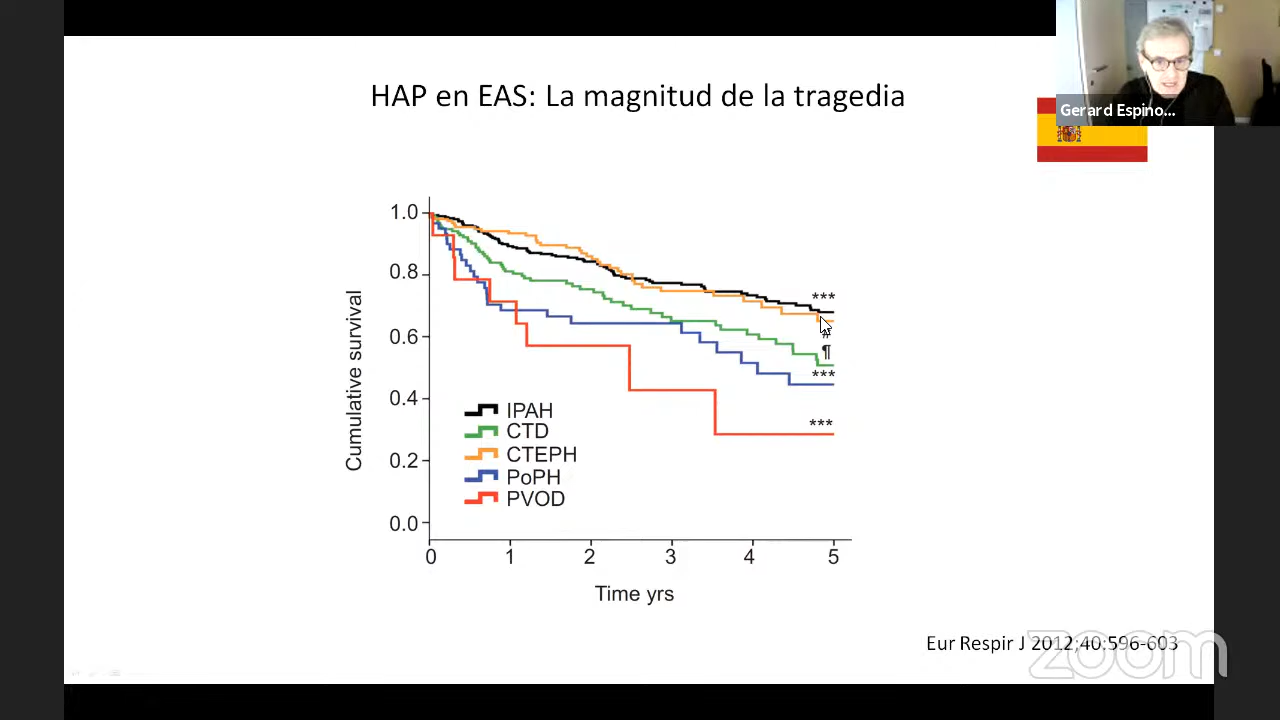 HAP en EAS: La magnitud de la tragedia
Gerard Espino...
Cumulative survival
1.0
0.8
0.6
0.4
0.2
0.0
***
#
¶
***
***
IPAH
CTD
CTEPH
PoPH
PVOD
0 1 2 3 4 5
Time yrs
Eur Respir J 2012;40:596-603
zoom